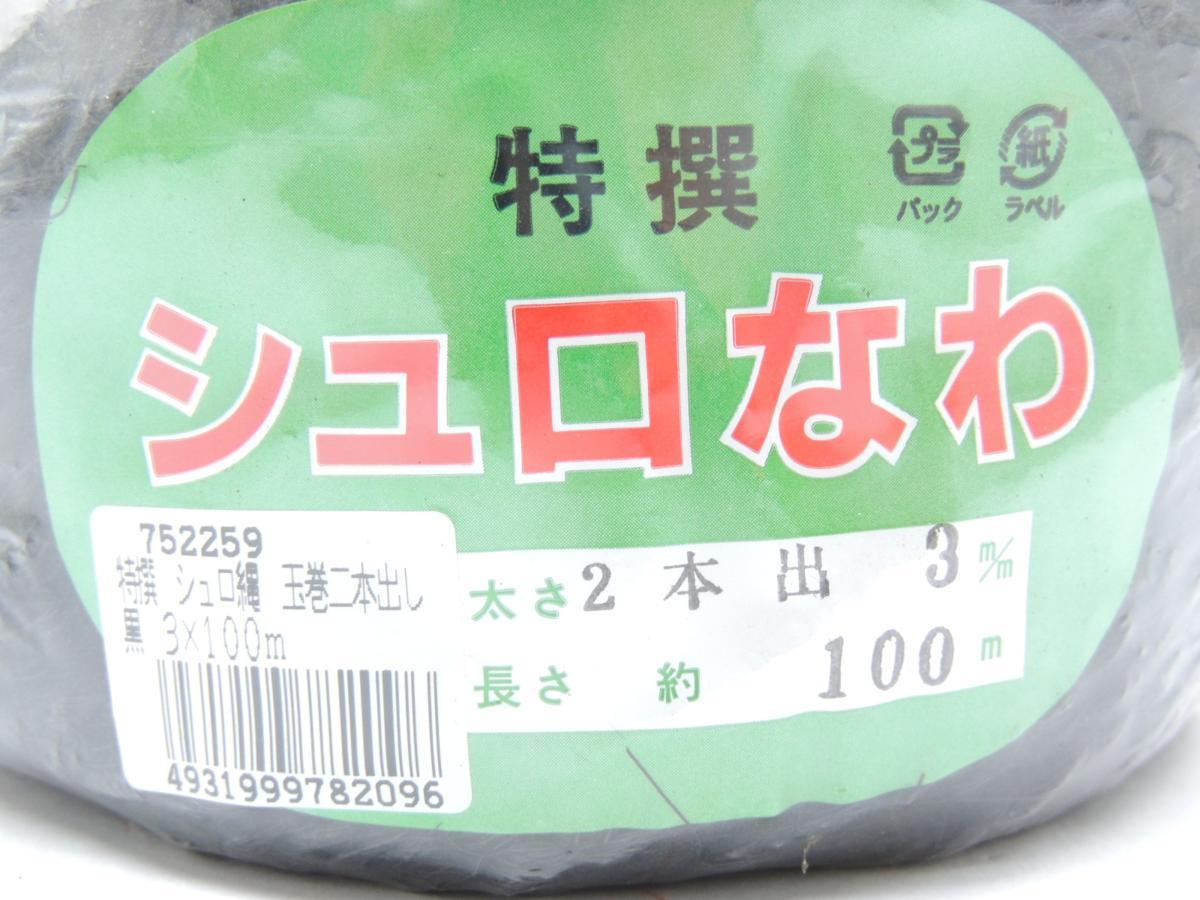 特撰
プラ 紙
パック ラベル
シュロなわ
752259
特撰 シュロ縄 玉巻二本出し
黒 3×100m
4931999782096
太さ 2本出 3 m/m
長さ 約 100 m